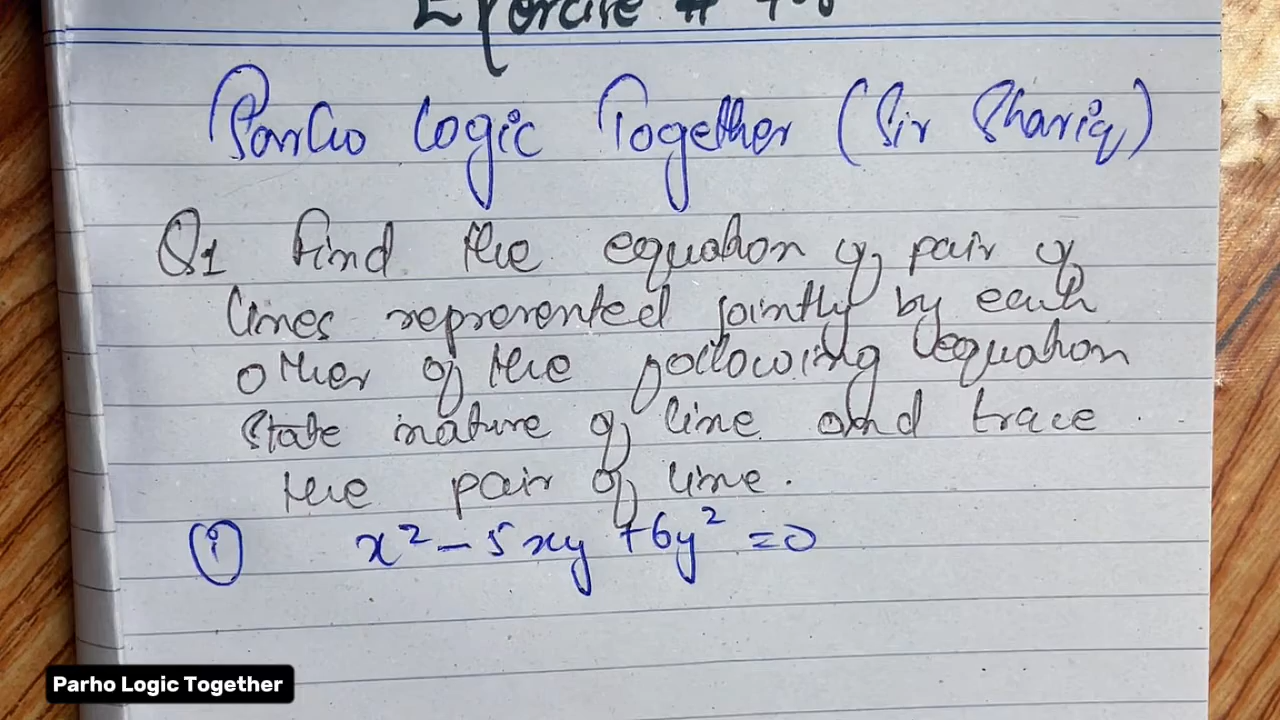 Exercise #
Parho Logic Together (Sir Shariq)
Q1 Find the equation of pair of
lines represented jointly by each
other of the following equation
State nature of line and trace
the pair of line.
(i) x² - 5xy + 6y² = 0
Parho Logic Together